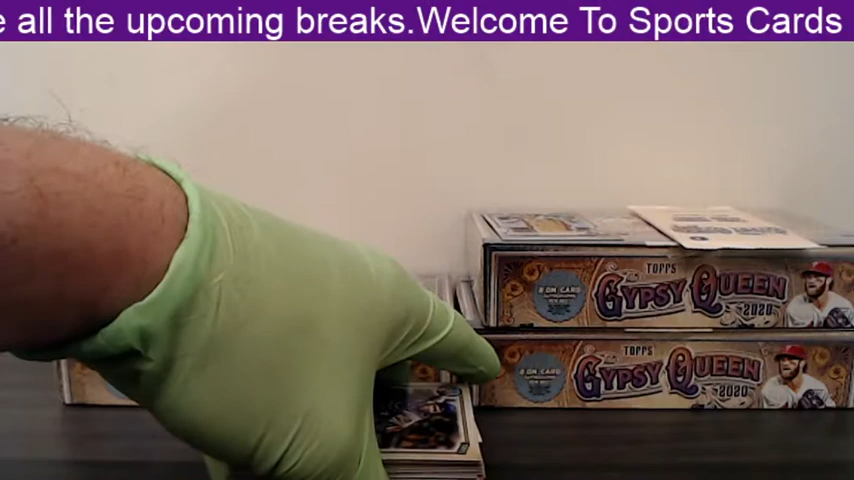 e all the upcoming breaks.Welcome To Sports Cards
TOPPS
GYPSY QUEEN
2020
TOPPS
GYPSY QUEEN
2020